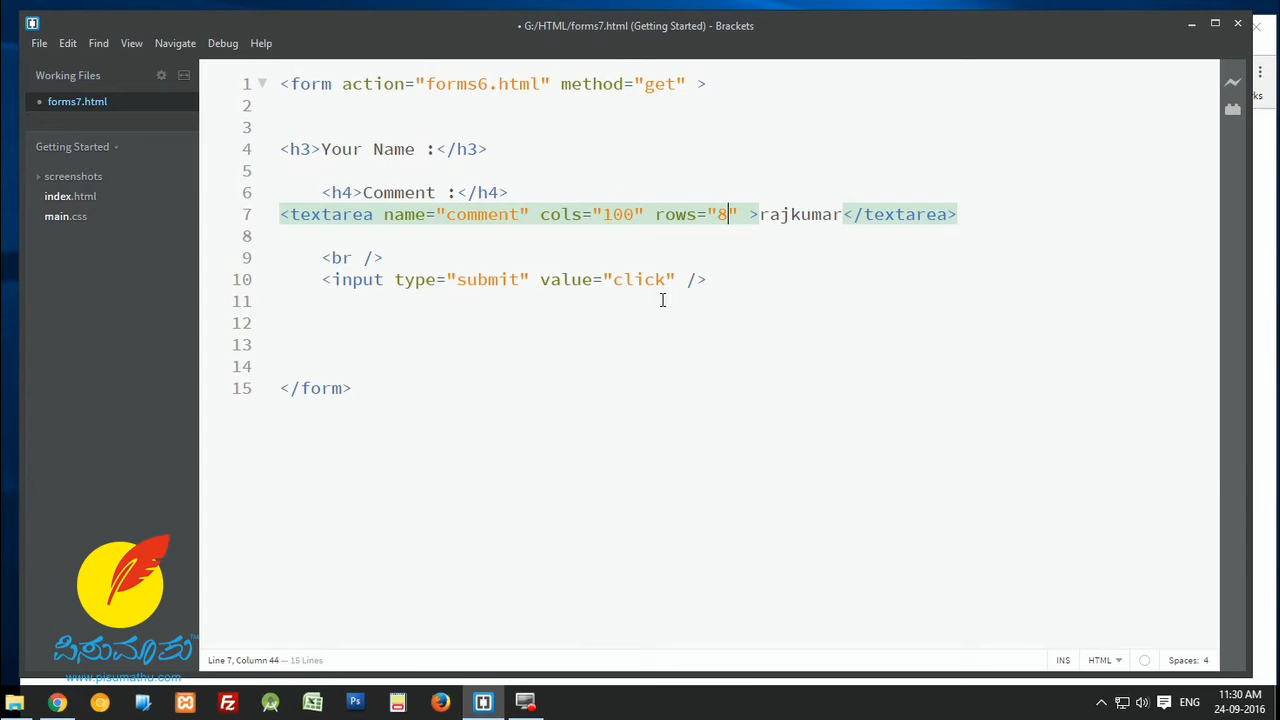 • G:/HTML/forms7.html (Getting Started) - Brackets
File Edit Find View Navigate Debug Help
Working Files
• forms7.html
Getting Started
screenshots
index.html
main.css
1 <form action="forms6.html" method="get" >
2
3
4 <h3>Your Name :</h3>
5
6 <h4>Comment :</h4>
7 <textarea name="comment" cols="100" rows="8" >rajkumar</textarea>
8
9 <br />
10 <input type="submit" value="click" />
11
12
13
14
15 </form>
ಪಿಸುಮಾತು TM
www.pisumathu.com
Line 7, Column 44 — 15 Lines
INS HTML Spaces: 4
Ps
ENG
11:30 AM
24-09-2016